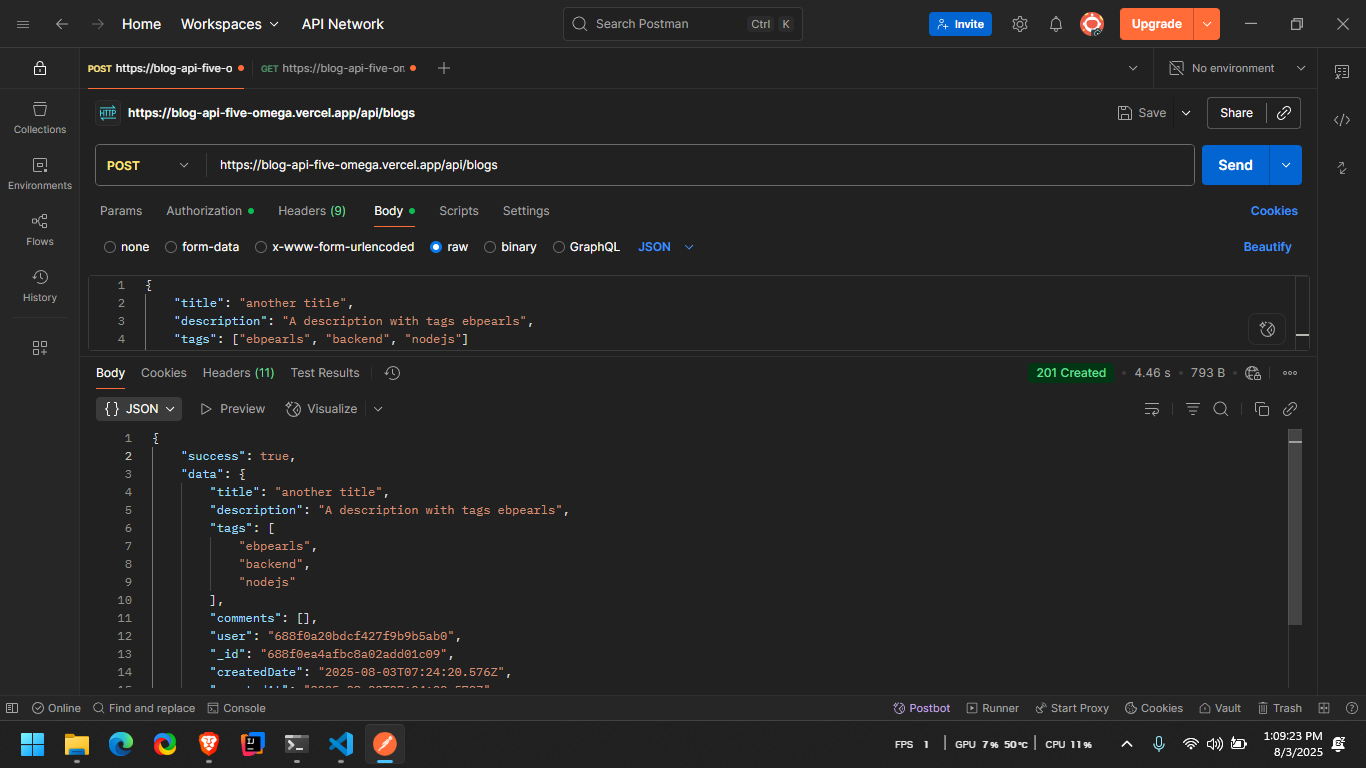 Home Workspaces API Network Search Postman Ctrl K Invite Upgrade
POST https://blog-api-five-o GET https://blog-api-five-on No environment
HTTP https://blog-api-five-omega.vercel.app/api/blogs Save Share
Collections
POST https://blog-api-five-omega.vercel.app/api/blogs Send
Environments
Params Authorization Headers (9) Body Scripts Settings Cookies
Flows
none form-data x-www-form-urlencoded raw binary GraphQL JSON Beautify
History
1 {
2 "title": "another title",
3 "description": "A description with tags ebpearls",
4 "tags": ["ebpearls", "backend", "nodejs"]
Body Cookies Headers (11) Test Results 201 Created • 4.46 s • 793 B
{} JSON Preview Visualize
1 {
2 "success": true,
3 "data": {
4 "title": "another title",
5 "description": "A description with tags ebpearls",
6 "tags": [
7 "ebpearls",
8 "backend",
9 "nodejs"
10 ],
11 "comments": [],
12 "user": "688f0a20bdcf427f9b9b5ab0",
13 "_id": "688f0ea4afbc8a02add01c09",
14 "createdDate": "2025-08-03T07:24:20.576Z",
Online Find and replace Console Postbot Runner Start Proxy Cookies Vault Trash
FPS 1 GPU 7% 50°C CPU 11% 1:09:23 PM
8/3/2025